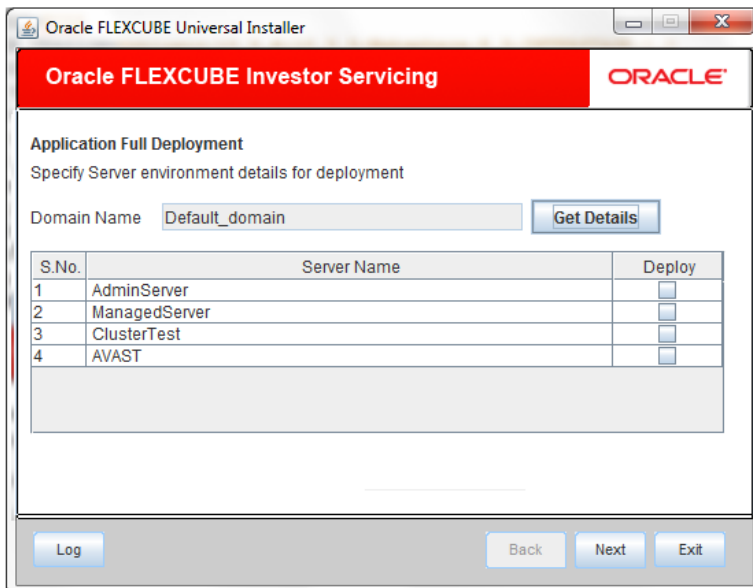 Oracle FLEXCUBE Universal Installer
Oracle FLEXCUBE Investor Servicing ORACLE
Application Full Deployment
Specify Server environment details for deployment
Domain Name Default_domain Get Details
S.No. Server Name Deploy
1 AdminServer
2 ManagedServer
3 ClusterTest
4 AVAST
Log Back Next Exit